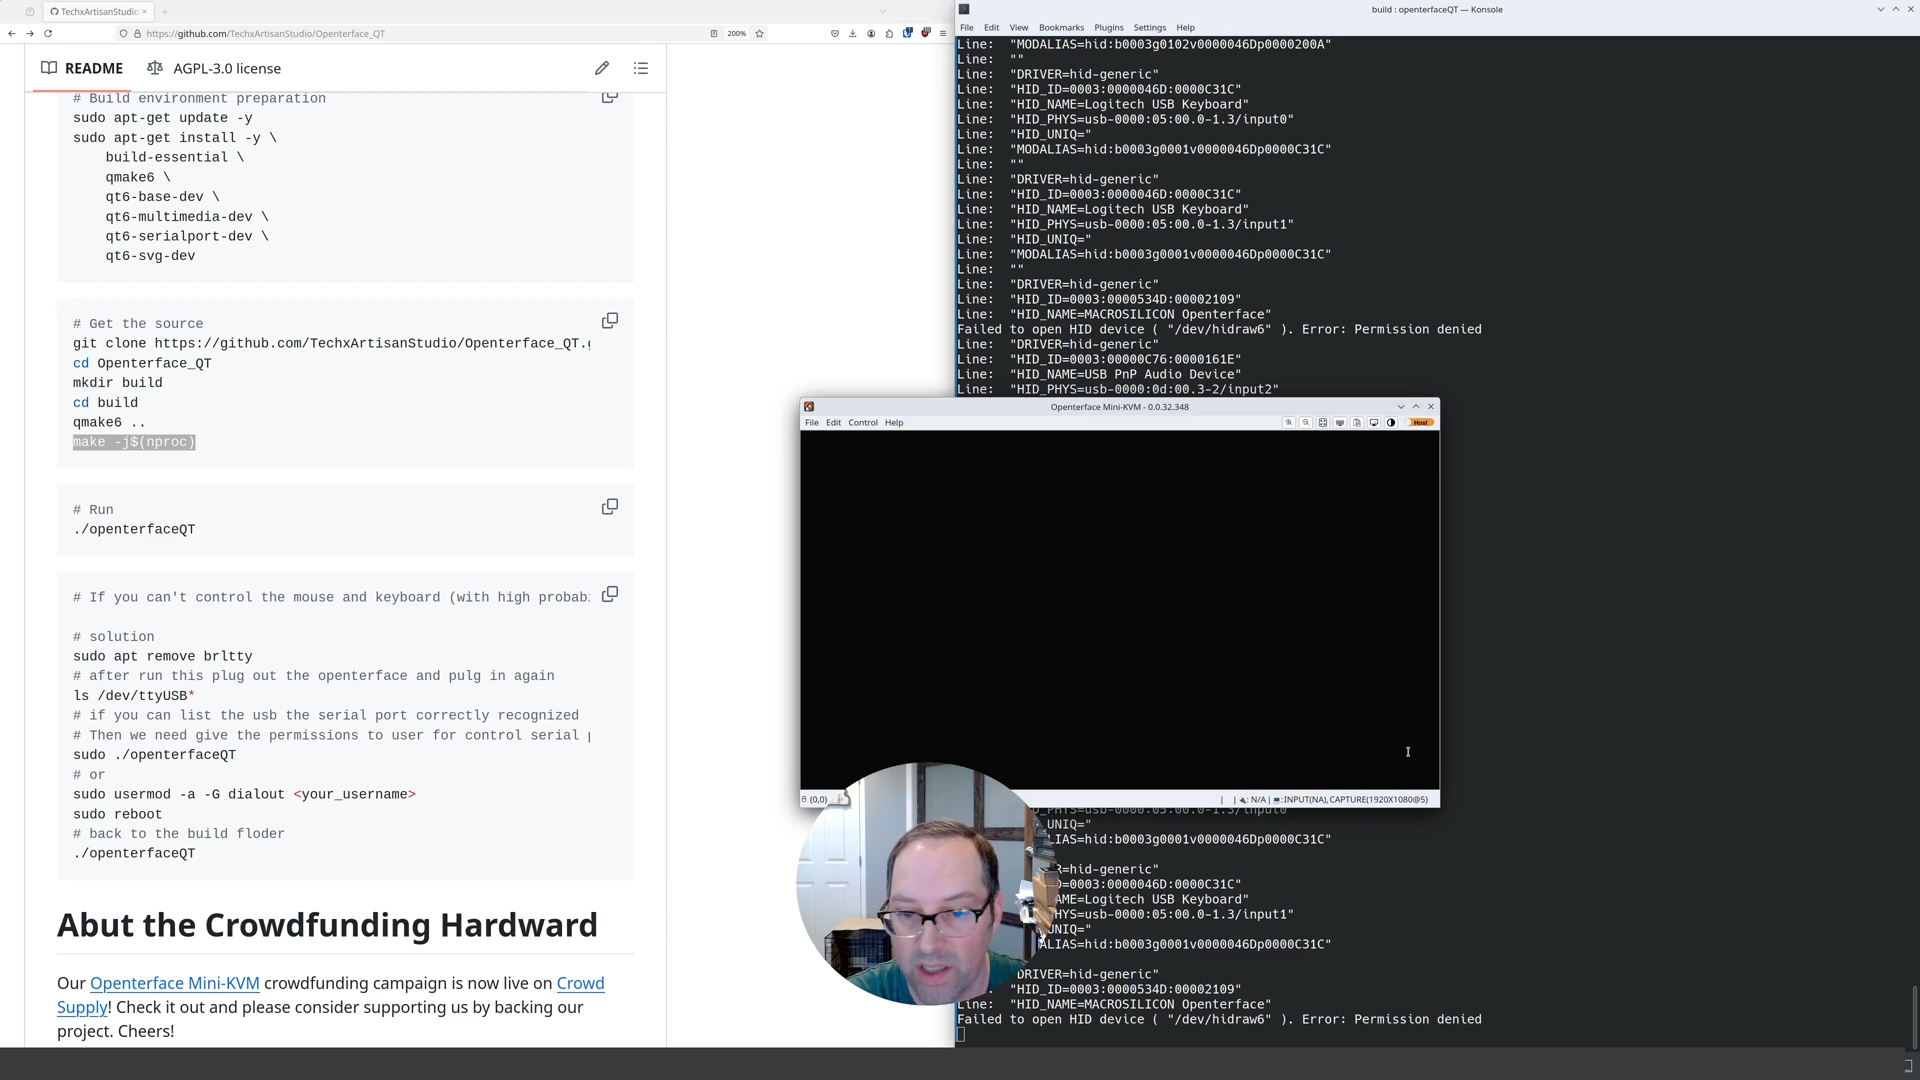 TechxArtisanStudio
https://github.com/TechxArtisanStudio/Openterface_QT
200%
README
AGPL-3.0 license
# Build environment preparation
sudo apt-get update -y
sudo apt-get install -y \
build-essential \
qmake6 \
qt6-base-dev \
qt6-multimedia-dev \
qt6-serialport-dev \
qt6-svg-dev
# Get the source
git clone https://github.com/TechxArtisanStudio/Openterface_QT.g
cd Openterface_QT
mkdir build
cd build
qmake6 ..
make -j$(nproc)
# Run
./openterfaceQT
# If you can't control the mouse and keyboard (with high probab
# solution
sudo apt remove brltty
# after run this plug out the openterface and pulg in again
ls /dev/ttyUSB*
# if you can list the usb the serial port correctly recognized
# Then we need give the permissions to user for control serial
sudo ./openterfaceQT
# or
sudo usermod -a -G dialout <your_username>
sudo reboot
# back to the build floder
./openterfaceQT
Abut the Crowdfunding Hardward
Our Openterface Mini-KVM crowdfunding campaign is now live on Crowd
Supply! Check it out and please consider supporting us by backing our
project. Cheers!
build : openterfaceQT — Konsole
File Edit View Bookmarks Plugins Settings Help
Line: "MODALIAS=hid:b0003g0102v0000046Dp0000200A"
Line: ""
Line: "DRIVER=hid-generic"
Line: "HID_ID=0003:0000046D:0000C31C"
Line: "HID_NAME=Logitech USB Keyboard"
Line: "HID_PHYS=usb-0000:05:00.0-1.3/input0"
Line: "HID_UNIQ="
Line: "MODALIAS=hid:b0003g0001v0000046Dp0000C31C"
Line: ""
Line: "DRIVER=hid-generic"
Line: "HID_ID=0003:0000046D:0000C31C"
Line: "HID_NAME=Logitech USB Keyboard"
Line: "HID_PHYS=usb-0000:05:00.0-1.3/input1"
Line: "HID_UNIQ="
Line: "MODALIAS=hid:b0003g0001v0000046Dp0000C31C"
Line: ""
Line: "DRIVER=hid-generic"
Line: "HID_ID=0003:0000534D:00002109"
Line: "HID_NAME=MACROSILICON Openterface"
Failed to open HID device ( "/dev/hidraw6" ). Error: Permission denied
Line: "DRIVER=hid-generic"
Line: "HID_ID=0003:00000C76:0000161E"
Line: "HID_NAME=USB PnP Audio Device"
Line: "HID_PHYS=usb-0000:0d:00.3-2/input2"
Openterface Mini-KVM - 0.0.32.348
File Edit Control Help
Host
(0,0)
| | : N/A | :INPUT(NA),CAPTURE(1920X1080@5)
_PHYS=usb-0000:05:00.0-1.3/input0
UNIQ="
LIAS=hid:b0003g0001v0000046Dp0000C31C"
R=hid-generic"
D=0003:0000046D:0000C31C"
AME=Logitech USB Keyboard"
PHYS=usb-0000:05:00.0-1.3/input1"
UNIQ="
ALIAS=hid:b0003g0001v0000046Dp0000C31C"
DRIVER=hid-generic"
"HID_ID=0003:0000534D:00002109"
Line: "HID_NAME=MACROSILICON Openterface"
Failed to open HID device ( "/dev/hidraw6" ). Error: Permission denied